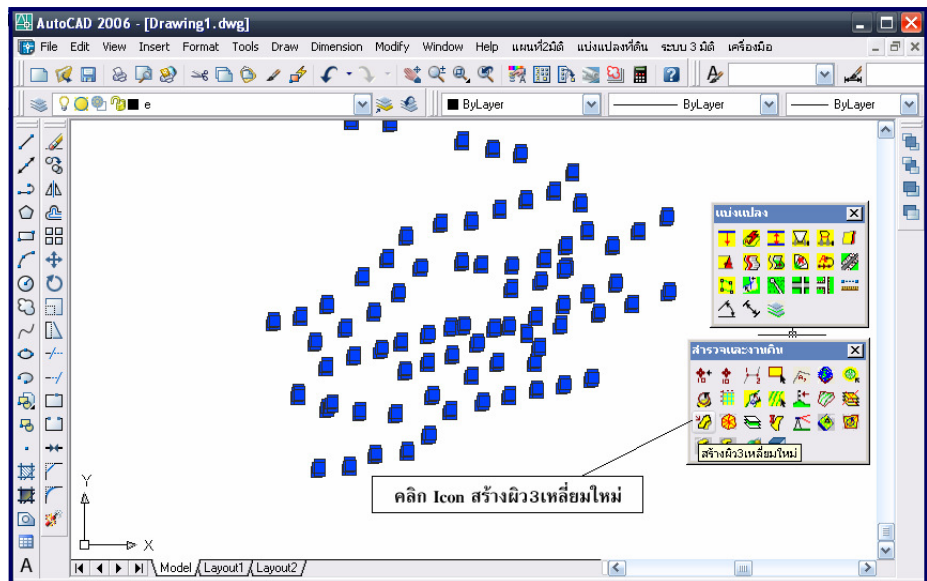 AutoCAD 2006 - [Drawing1.dwg]
File Edit View Insert Format Tools Draw Dimension Modify Window Help แผนที่2มิติ แบ่งแปลงที่ดิน ระบบ 3 มิติ เครื่องมือ
e ByLayer ByLayer ByLayer
แบ่งแปลง
สำรวจและงานดิน
สร้างผิว3เหลี่ยมใหม่
คลิก Icon สร้างผิว3เหลี่ยมใหม่
Y
X
A
Model Layout1 Layout2